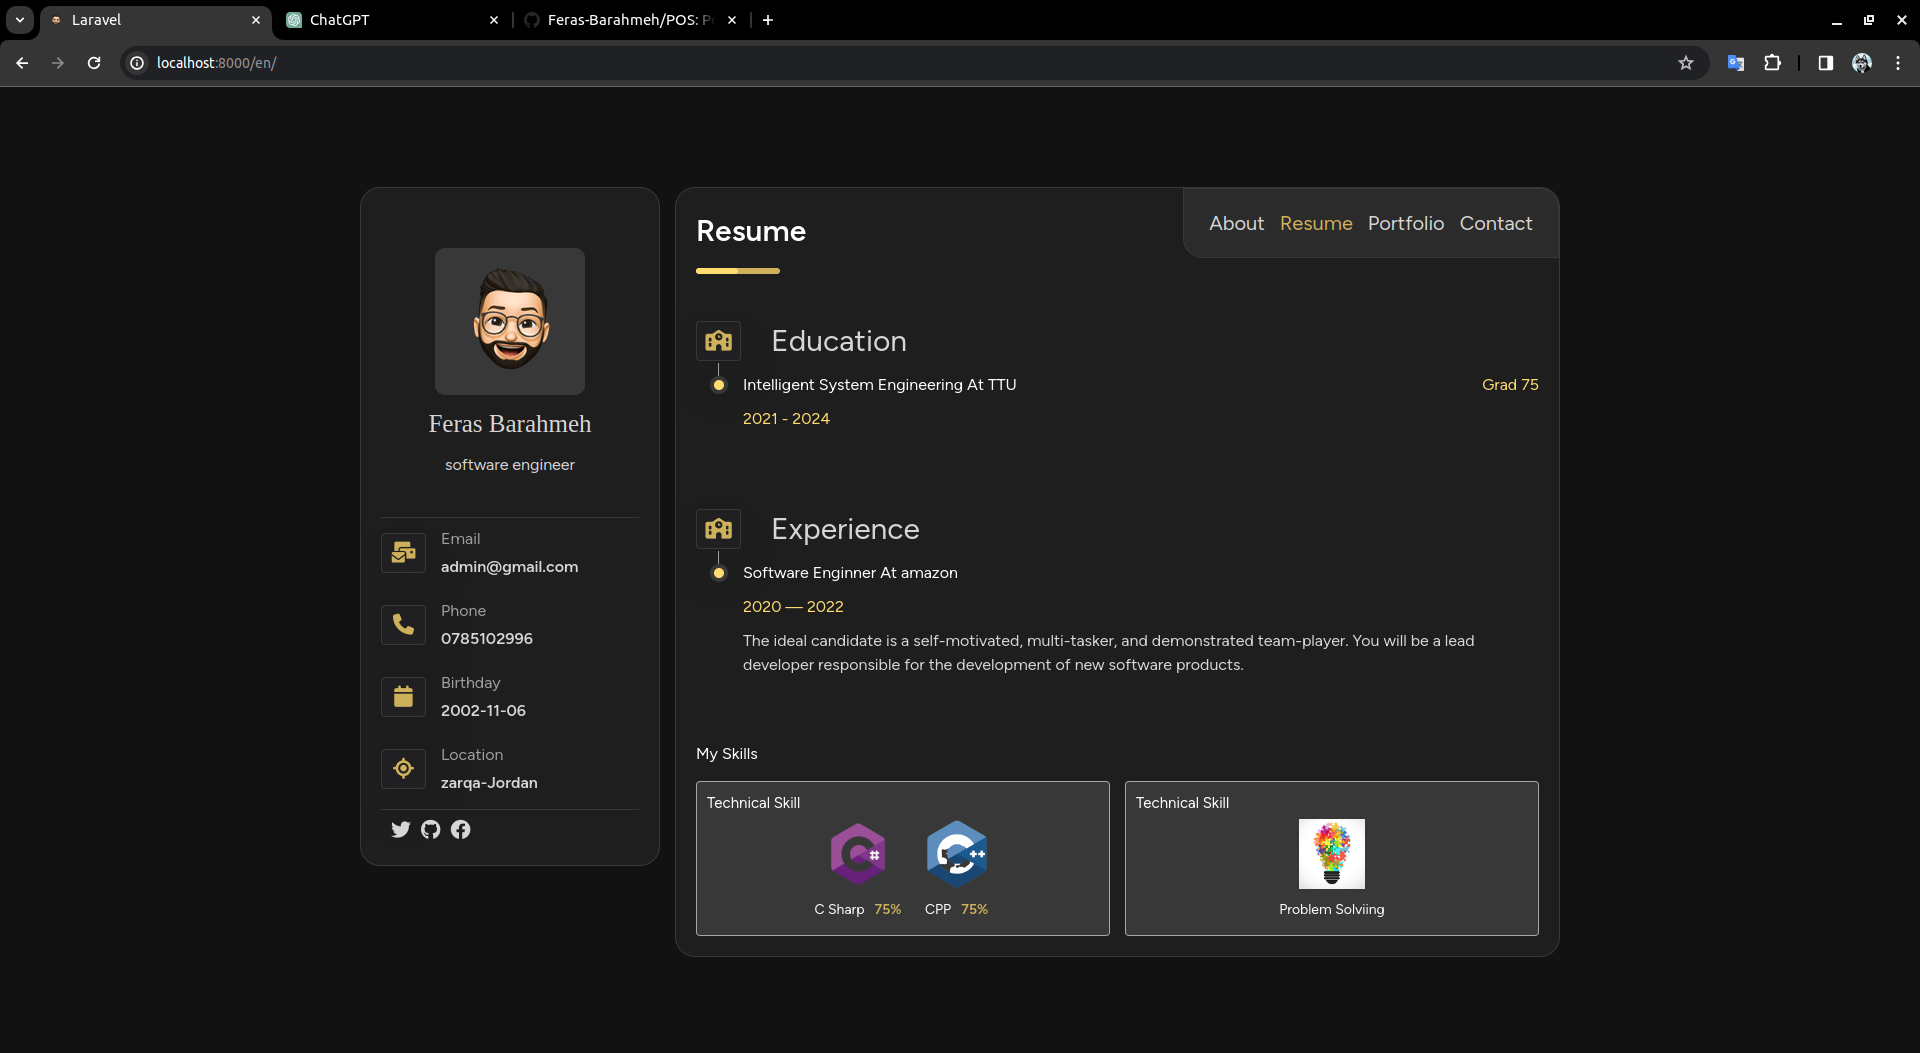 Laravel
ChatGPT
Feras-Barahmeh/POS: P
localhost:8000/en/
Feras Barahmeh
software engineer
Email
admin@gmail.com
Phone
0785102996
Birthday
2002-11-06
Location
zarqa-Jordan
Resume
About Resume Portfolio Contact
Education
Intelligent System Engineering At TTU Grad 75
2021 - 2024
Experience
Software Enginner At amazon
2020 — 2022
The ideal candidate is a self-motivated, multi-tasker, and demonstrated team-player. You will be a lead
developer responsible for the development of new software products.
My Skills
Technical Skill
C #
C ++
C Sharp 75% CPP 75%
Technical Skill
Problem Solviing